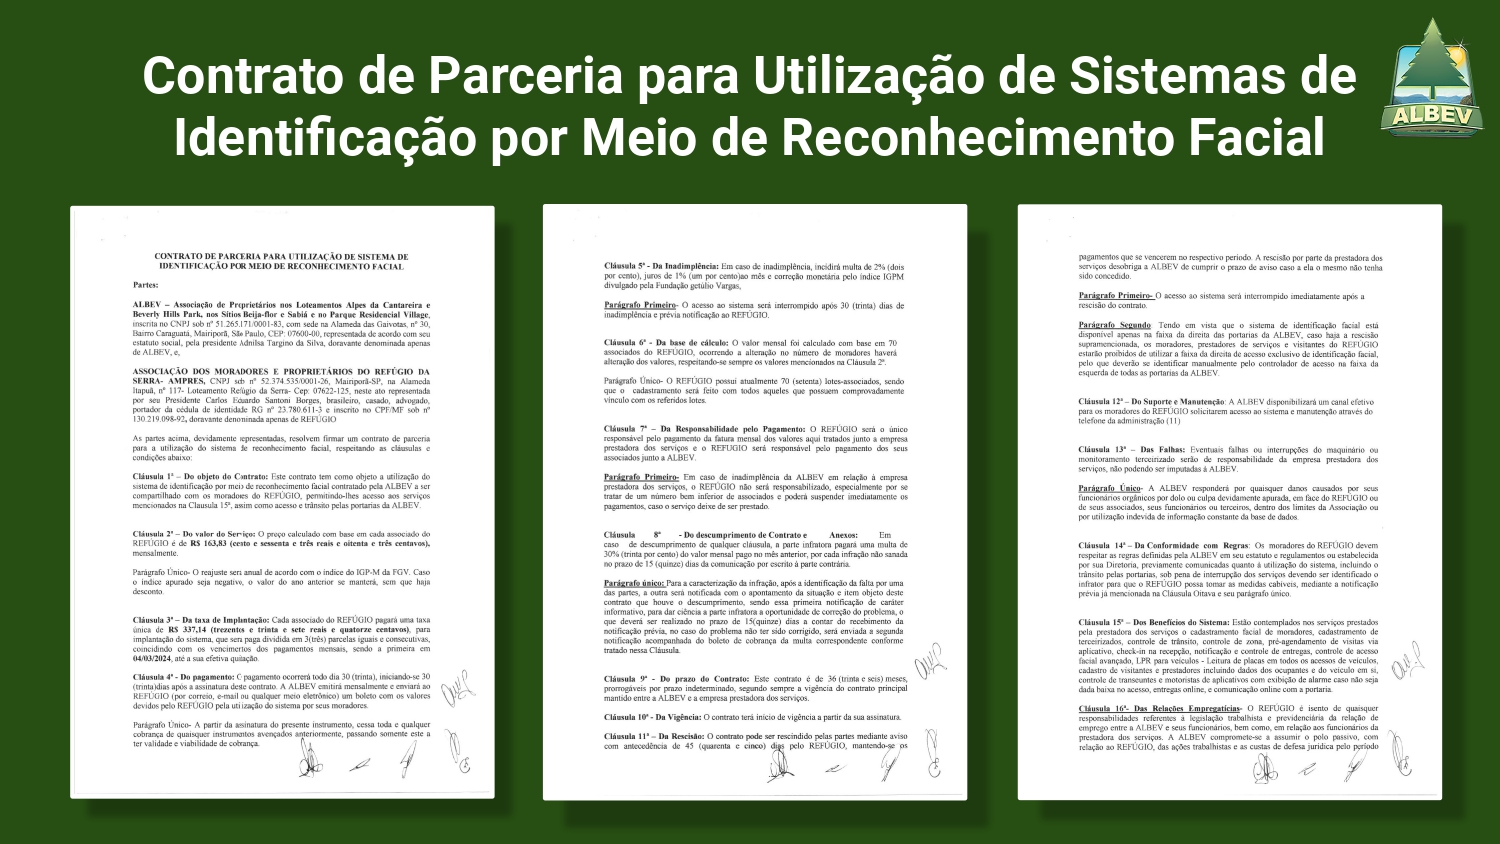 Contrato de Parceria para Utilização de Sistemas de
Identificação por Meio de Reconhecimento Facial
ALBEV
CONTRATO DE PARCERIA PARA UTILIZAÇÃO DE SISTEMA DE
IDENTIFICAÇÃO POR MEIO DE RECONHECIMENTO FACIAL
Partes:
ALBEV – Associação de Proprietários nos Loteamentos Alpes da Cantareira e
Beverly Hills Park, nos Sítios Beija-flor e Sabiá e no Parque Residencial Village,
inscrita no CNPJ sob nº 51.265.171/0001-83, com sede na Alameda das Gaivotas, nº 30,
Bairro Caraguatá, Mairiporã, São Paulo, CEP: 07600-00, representada de acordo com seu
estatuto social, pela presidente Adnilsa Targino da Silva, doravante denominada apenas
de ALBEV, e,
ASSOCIAÇÃO DOS MORADORES E PROPRIETÁRIOS DO REFÚGIO DA
SERRA- AMPRES, CNPJ sob nº 52.374.535/0001-26, Mairiporã-SP, na Alameda
Itapuã, nº 117- Loteamento Refúgio da Serra- Cep: 07622-125, neste ato representada
por seu Presidente Carlos Eduardo Santoni Borges, brasileiro, casado, advogado,
portador da cédula de identidade RG nº 23.780.611-3 e inscrito no CPF/MF sob nº
130.219.098-92, doravante denominada apenas de REFÚGIO
As partes acima, devidamente representadas, resolvem firmar um contrato de parceria
para a utilização do sistema de reconhecimento facial, respeitando as cláusulas e
condições abaixo:
Cláusula 1ª – Do objeto do Contrato: Este contrato tem como objeto a utilização do
sistema de identificação por meio de reconhecimento facial contratado pela ALBEV a ser
compartilhado com os moradores do REFÚGIO, permitindo-lhes acesso aos serviços
mencionados na Clausula 15ª, assim como acesso e trânsito pelas portarias da ALBEV.
Cláusula 2ª – Do valor do Serviço: O preço calculado com base em cada associado do
REFÚGIO é de R$ 163,83 (cento e sessenta e três reais e oitenta e três centavos),
mensalmente.
Parágrafo Único- O reajuste será anual de acordo com o índice do IGP-M da FGV. Caso
o índice apurado seja negativo, o valor do ano anterior se manterá, sem que haja
desconto.
Cláusula 3ª – Da taxa de Implantação: Cada associado do REFÚGIO pagará uma taxa
única de R$ 337,14 (trezentos e trinta e sete reais e quatorze centavos), para
implantação do sistema, que será paga dividida em 3(três) parcelas iguais e consecutivas,
coincidindo com os vencimentos dos pagamentos mensais, sendo a primeira em
04/03/2024, até a sua efetiva quitação.
Cláusula 4ª - Do pagamento: O pagamento ocorrerá todo dia 30 (trinta), iniciando-se 30
(trinta)dias após a assinatura deste contrato. A ALBEV emitirá mensalmente e enviará ao
REFÚGIO (por correio, e-mail ou qualquer meio eletrônico) um boleto com os valores
devidos pelo REFÚGIO pela utilização do sistema por seus moradores.
Parágrafo Único- A partir da assinatura do presente instrumento, cessa toda e qualquer
cobrança de quaisquer instrumentos avençados anteriormente, passando somente este a
ter validade e viabilidade de cobrança.
Cláusula 5ª - Da Inadimplência: Em caso de inadimplência, incidirá multa de 2% (dois
por cento), juros de 1% (um por cento)ao mês e correção monetária pelo índice IGPM
divulgado pela Fundação getúlio Vargas,
Parágrafo Primeiro- O acesso ao sistema será interrompido após 30 (trinta) dias de
inadimplência e prévia notificação ao REFÚGIO.
Cláusula 6ª - Da base de cálculo: O valor mensal foi calculado com base em 70
associados do REFÚGIO, ocorrendo a alteração no número de moradores haverá
alteração dos valores, respeitando-se sempre os valores mencionados na Cláusula 2ª.
Parágrafo Único- O REFÚGIO possui atualmente 70 (setenta) lotes-associados, sendo
que o cadastramento será feito com todos aqueles que possuem comprovadamente
vínculo com os referidos lotes.
Cláusula 7ª – Da Responsabilidade pelo Pagamento: O REFÚGIO será o único
responsável pelo pagamento da fatura mensal dos valores aqui tratados junto a empresa
prestadora dos serviços e o REFUGIO será responsável pelo pagamento dos seus
associados junto a ALBEV.
Parágrafo Primeiro- Em caso de inadimplência da ALBEV em relação à empresa
prestadora dos serviços, o REFÚGIO não será responsabilizado, especialmente por se
tratar de um número bem inferior de associados e poderá suspender imediatamente os
pagamentos, caso o serviço deixe de ser prestado.
Cláusula 8ª - Do descumprimento de Contrato e Anexos: Em
caso de descumprimento de qualquer cláusula, a parte infratora pagará uma multa de
30% (trinta por cento) do valor mensal pago no mês anterior, por cada infração não sanada
no prazo de 15 (quinze) dias da comunicação por escrito à parte contrária.
Parágrafo único: Para a caracterização da infração, após a identificação da falta por uma
das partes, a outra será notificada com o apontamento da situação e item objeto deste
contrato que houve o descumprimento, sendo essa primeira notificação de caráter
informativo, para dar ciência a parte infratora a oportunidade de correção do problema, o
que deverá ser realizado no prazo de 15(quinze) dias a contar do recebimento da
notificação prévia, no caso do problema não ter sido corrigido, será enviada a segunda
notificação acompanhada do boleto de cobrança da multa correspondente conforme
tratado nessa Cláusula.
Cláusula 9ª - Do prazo do Contrato: Este contrato é de 36 (trinta e seis) meses,
prorrogáveis por prazo indeterminado, segundo sempre a vigência do contrato principal
mantido entre a ALBEV e a empresa prestadora dos serviços.
Cláusula 10ª - Da Vigência: O contrato terá início de vigência a partir da sua assinatura.
Cláusula 11ª – Da Rescisão: O contrato pode ser rescindido pelas partes mediante aviso
com antecedência de 45 (quarenta e cinco) dias pelo REFÚGIO, mantendo-se os
pagamentos que se vencerem no respectivo período. A rescisão por parte da prestadora dos
serviços desobriga a ALBEV de cumprir o prazo de aviso caso a ela o mesmo não tenha
sido concedido.
Parágrafo Primeiro- O acesso ao sistema será interrompido imediatamente após a
rescisão do contrato.
Parágrafo Segundo Tendo em vista que o sistema de identificação facial está
disponível apenas na faixa da direita das portarias da ALBEV, caso haja a rescisão
supramencionada, os moradores, prestadores de serviços e visitantes do REFÚGIO
estarão proibidos de utilizar a faixa da direita de acesso exclusivo de identificação facial,
pelo que deverão se identificar manualmente pelo controlador de acesso na faixa da
esquerda de todas as portarias da ALBEV.
Cláusula 12ª – Do Suporte e Manutenção: A ALBEV disponibilizará um canal efetivo
para os moradores do REFÚGIO solicitarem acesso ao sistema e manutenção através do
telefone da administração (11)
Cláusula 13ª – Das Falhas: Eventuais falhas ou interrupções do maquinário ou
monitoramento terceirizado serão de responsabilidade da empresa prestadora dos
serviços, não podendo ser imputadas à ALBEV.
Parágrafo Único- A ALBEV responderá por quaisquer danos causados por seus
funcionários orgânicos por dolo ou culpa devidamente apurada, em face do REFÚGIO ou
de seus associados, seus funcionários ou terceiros, dentro dos limites da Associação ou
por utilização indevida de informação constante da base de dados.
Cláusula 14ª – Da Conformidade com Regras: Os moradores do REFÚGIO devem
respeitar as regras definidas pela ALBEV em seu estatuto e regulamentos ou estabelecida
por sua Diretoria, previamente comunicadas quanto à utilização do sistema, incluindo o
trânsito pelas portarias, sob pena de interrupção dos serviços devendo ser identificado o
infrator para que o REFÚGIO possa tomar as medidas cabíveis, mediante a notificação
prévia já mencionada na Cláusula Oitava e seu parágrafo único.
Cláusula 15ª – Dos Benefícios do Sistema: Estão contemplados nos serviços prestados
pela prestadora dos serviços o cadastramento facial de moradores, cadastramento de
terceirizados, controle de trânsito, controle de zona, pré-agendamento de visitas via
aplicativo, check-in na recepção, notificação e controle de entregas, controle de acesso
facial avançado, LPR para veículos - Leitura de placas em todos os acessos de veículos,
cadastro de visitantes e prestadores incluindo dados dos ocupantes e do veículo em si,
controle de transeuntes e motoristas de aplicativos com exibição de alarme caso não seja
dada baixa no acesso, entregas online, e comunicação online com a portaria.
Cláusula 16ª- Das Relações Empregatícias- O REFÚGIO é isento de quaisquer
responsabilidades referentes à legislação trabalhista e previdenciária da relação de
emprego entre a ALBEV e seus funcionários, bem como, em relação aos funcionários da
prestadora dos serviços. A ALBEV compromete-se a assumir o polo passivo, com
relação ao REFÚGIO, das ações trabalhistas e as custas de defesa jurídica pelo período